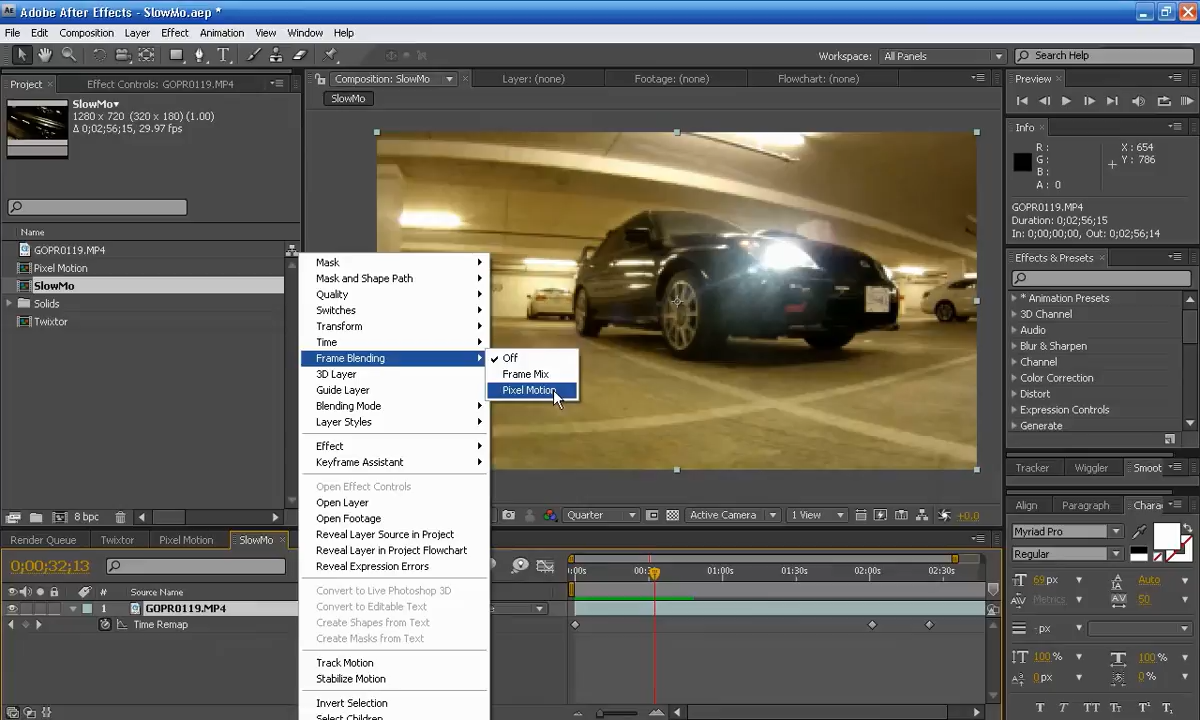 Adobe After Effects - SlowMo.aep *
File Edit Composition Layer Effect Animation View Window Help
Workspace: All Panels Search Help
Project Effect Controls: GOPR0119.MP4
Composition: SlowMo Layer: (none) Footage: (none) Flowchart: (none)
SlowMo
SlowMo▾
1280 x 720 (320 x 180) (1.00)
Δ 0;02;56;15, 29.97 fps
Name
GOPR0119.MP4
Pixel Motion
SlowMo
Solids
Twixtor
8 bpc
Mask
Mask and Shape Path
Quality
Switches
Transform
Time
Frame Blending
3D Layer
Guide Layer
Blending Mode
Layer Styles
Effect
Keyframe Assistant
Open Effect Controls
Open Layer
Open Footage
Reveal Layer Source in Project
Reveal Layer in Project Flowchart
Reveal Expression Errors
Convert to Live Photoshop 3D
Convert to Editable Text
Create Shapes from Text
Create Masks from Text
Track Motion
Stabilize Motion
Invert Selection
Select Children
Off
Frame Mix
Pixel Motion
Quarter Active Camera 1 View +0.0
Preview
Info
R:
G:
B:
A: 0
X: 654
Y: 786
GOPR0119.MP4
Duration: 0;02;56;15
In: 0;00;00;00, Out: 0;02;56;14
Effects & Presets
* Animation Presets
3D Channel
Audio
Blur & Sharpen
Channel
Color Correction
Distort
Expression Controls
Generate
Tracker Wiggler Smoot
Align Paragraph Chara
Myriad Pro
Regular
T
69 px Auto
Metrics 50
- px
100 % 100 %
0 px 0 %
T T TT Tt
Render Queue Twixtor Pixel Motion SlowMo
0;00;32;13
# Source Name
1 GOPR0119.MP4
Time Remap
:00s 00:3 01:00s 01:30s 02:00s 02:30s